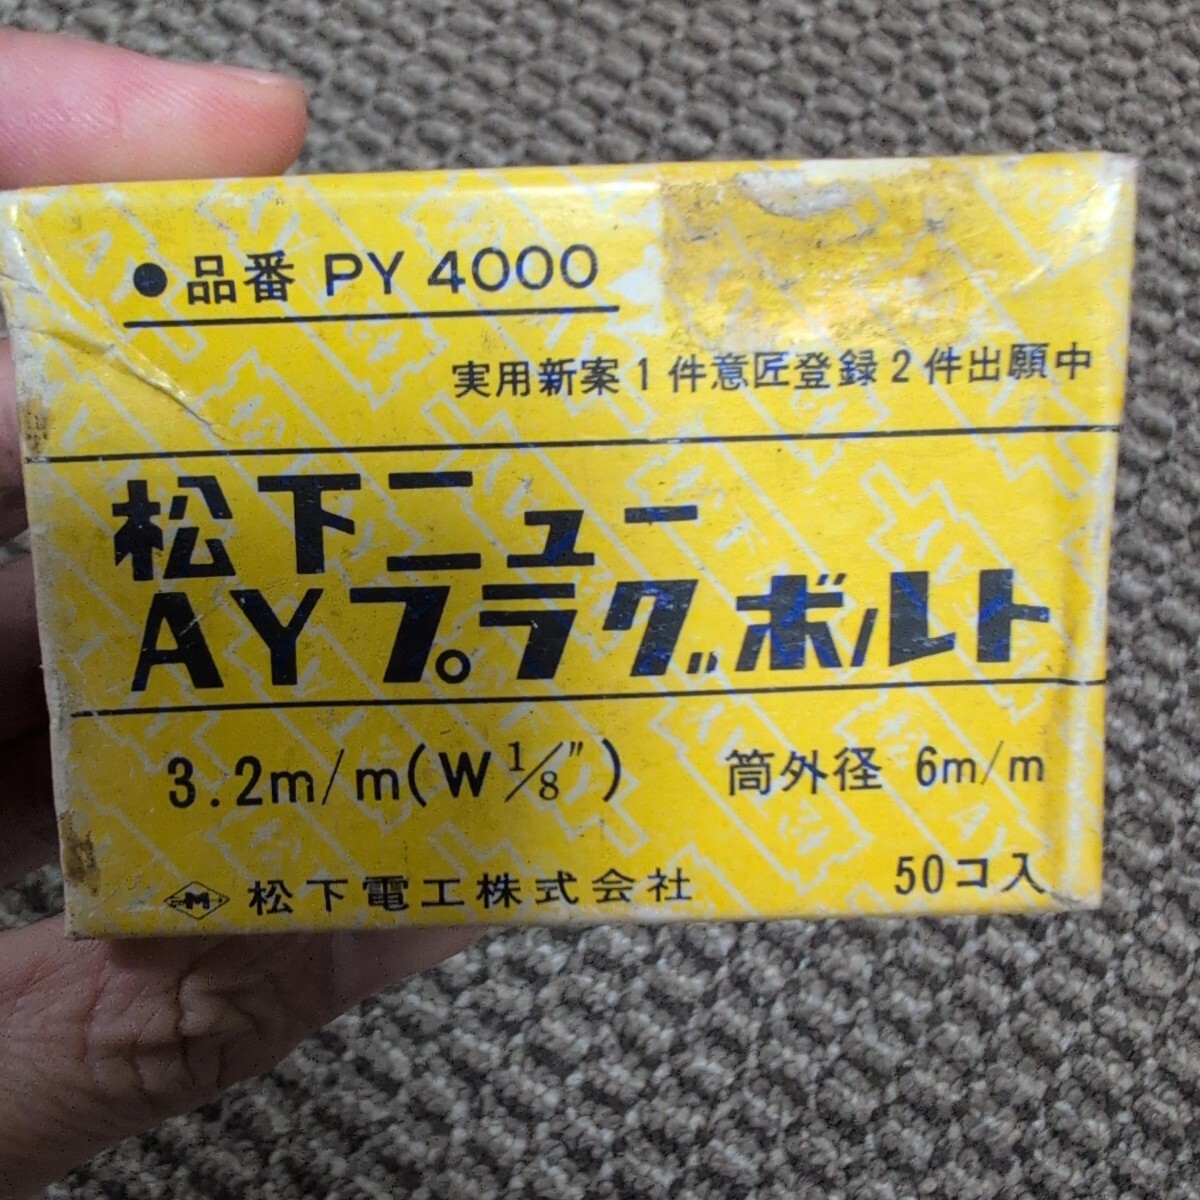 ●品番 PY 4000
実用新案1件意匠登録2件出願中
松下ニュー
AYプラグボルト
3.2m/m(W1/8″) 筒外径 6m/m
M 松下電工株式会社 50コ入